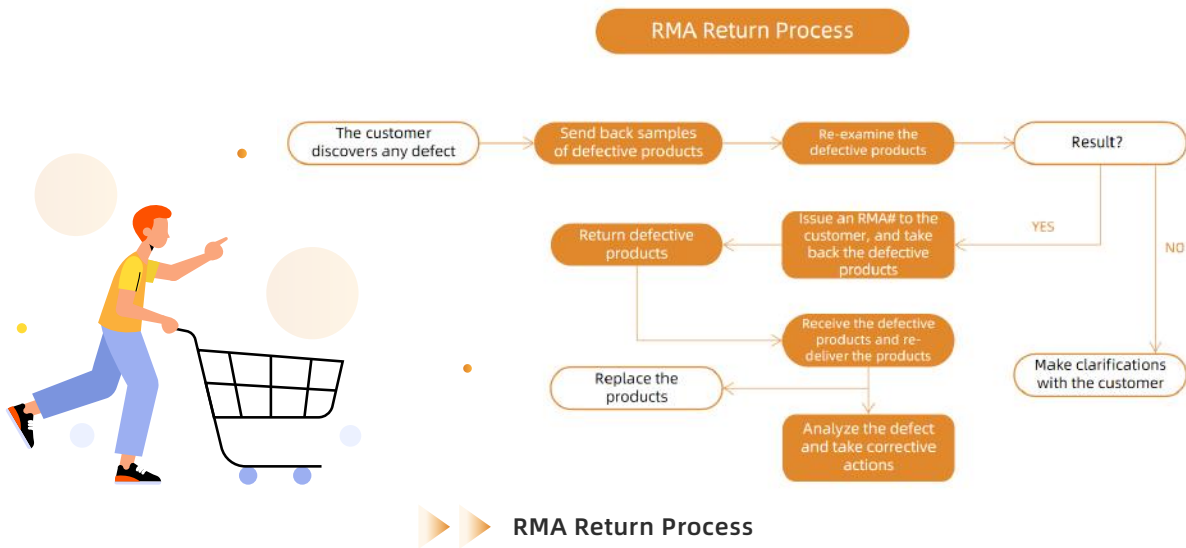 RMA Return Process
The customer
discovers any defect
Send back samples
of defective products
Re-examine the
defective products
Result?
YES
NO
Issue an RMA# to the
customer, and take
back the defective
products
Return defective
products
Receive the defective
products and re-
deliver the products
Replace the
products
Make clarifications
with the customer
Analyze the defect
and take corrective
actions
RMA Return Process